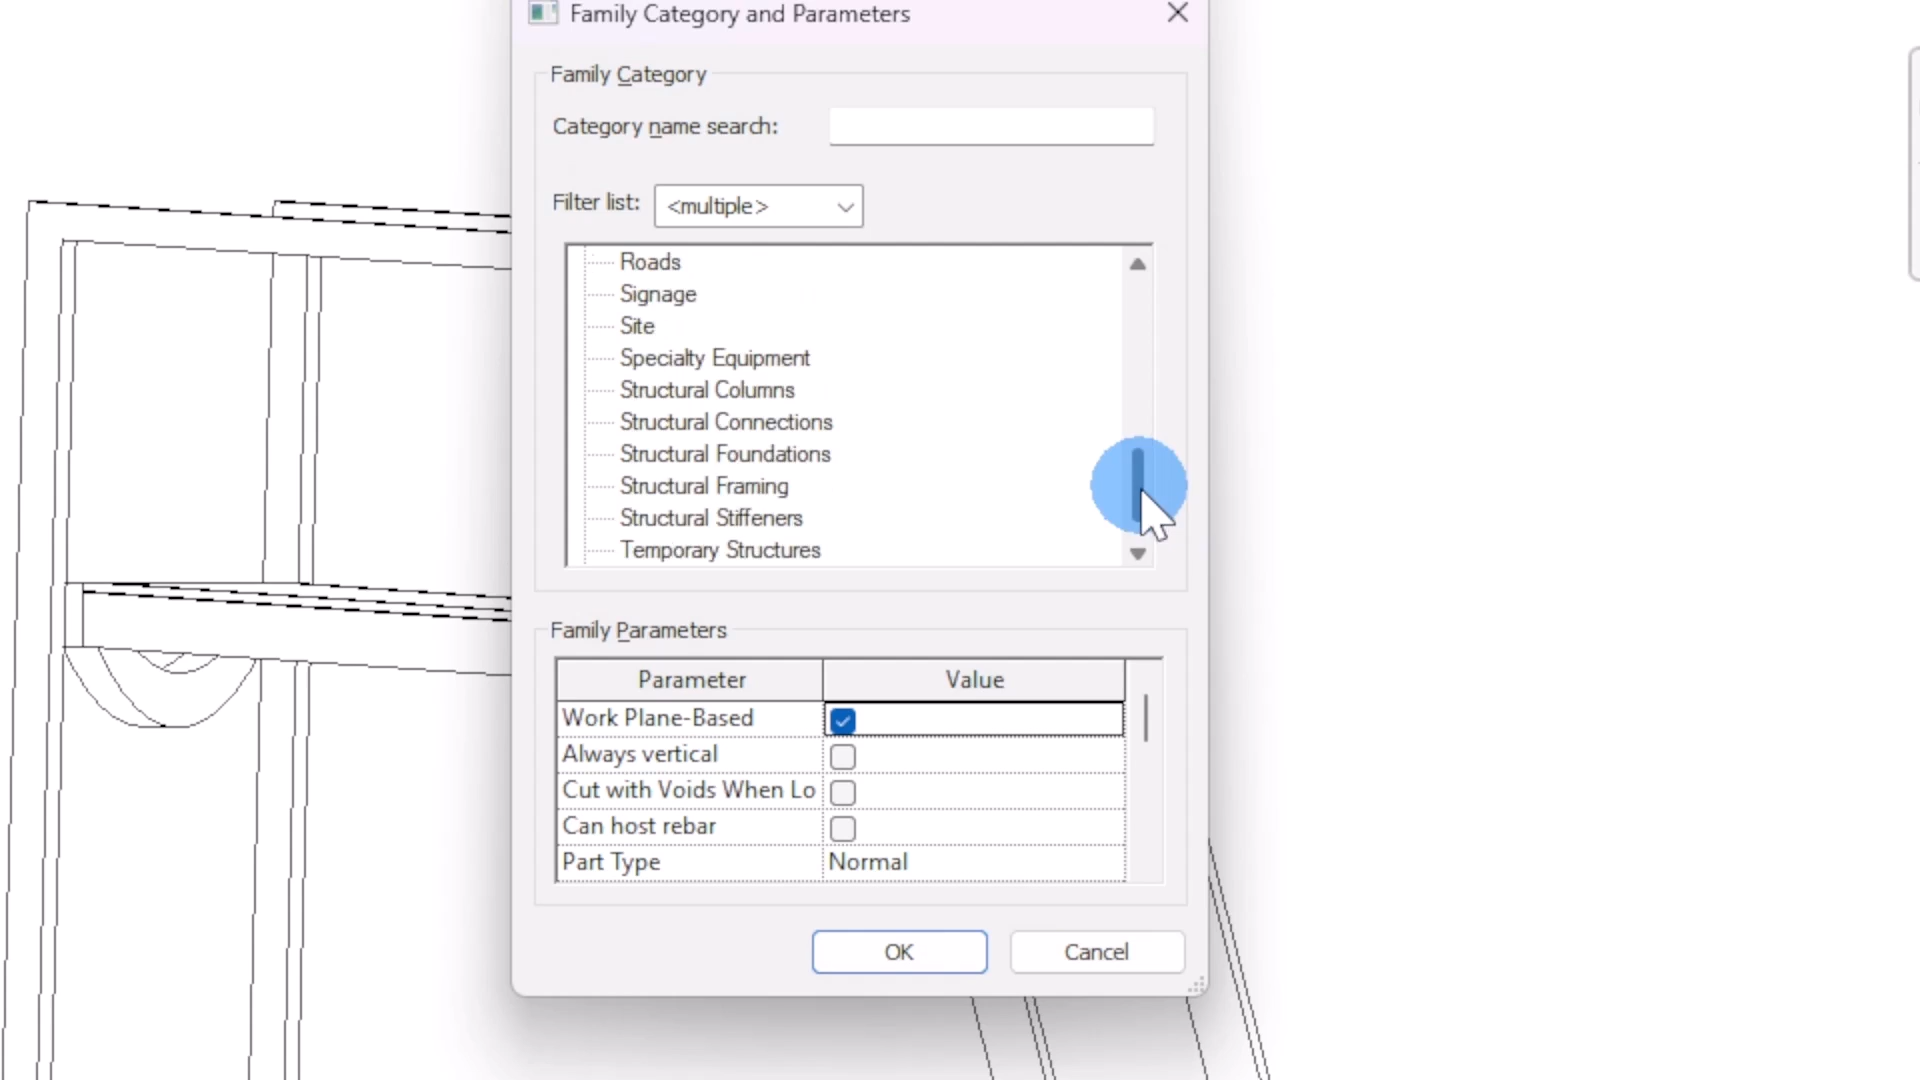 Family Category and Parameters
Family Category
Category name search:
Filter list: <multiple>
Roads
Signage
Site
Specialty Equipment
Structural Columns
Structural Connections
Structural Foundations
Structural Framing
Structural Stiffeners
Temporary Structures
Family Parameters
Parameter Value
Work Plane-Based
Always vertical
Cut with Voids When Lo
Can host rebar
Part Type Normal
OK Cancel